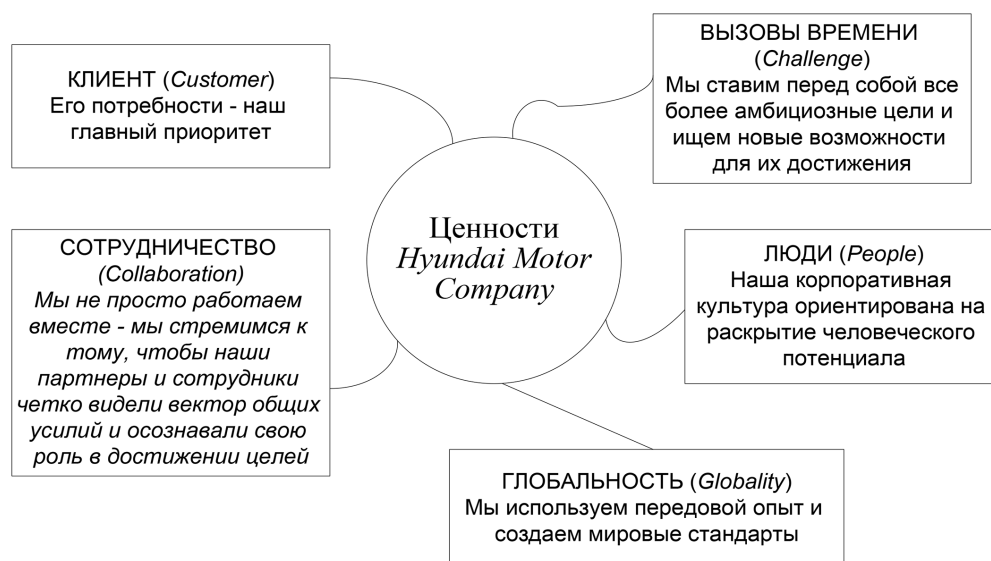 КЛИЕНТ (Customer)
Его потребности - наш
главный приоритет
ВЫЗОВЫ ВРЕМЕНИ
(Challenge)
Мы ставим перед собой все
более амбициозные цели и
ищем новые возможности
для их достижения
Ценности
Hyundai Motor
Company
СОТРУДНИЧЕСТВО
(Collaboration)
Мы не просто работаем
вместе - мы стремимся к
тому, чтобы наши
партнеры и сотрудники
четко видели вектор общих
усилий и осознавали свою
роль в достижении целей
ЛЮДИ (People)
Наша корпоративная
культура ориентирована на
раскрытие человеческого
потенциала
ГЛОБАЛЬНОСТЬ (Globality)
Мы используем передовой опыт и
создаем мировые стандарты